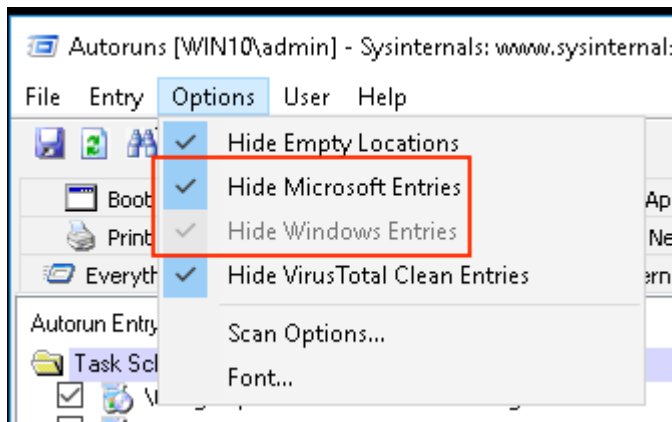 Autoruns [WIN10\admin] - Sysinternals: www.sysinternals
File Entry Options User Help
Hide Empty Locations
Hide Microsoft Entries
Boot
Hide Windows Entries
Print
Hide VirusTotal Clean Entries
Everyth
Autorun Entry
Scan Options...
Task Sch
Font...